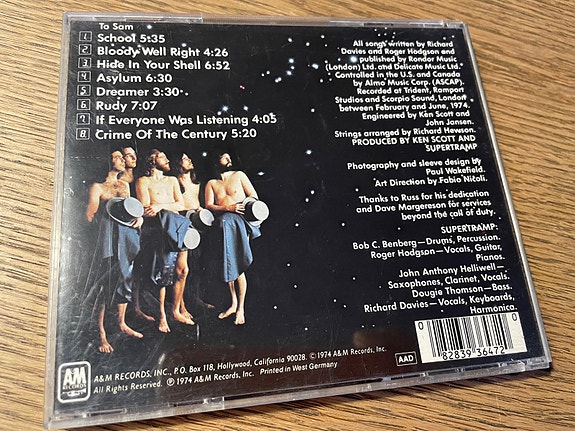 To Sam
1 School 5:35
2 Bloody Well Right 4:26
3 Hide In Your Shell 6:52
4 Asylum 6:30
5 Dreamer 3:30
6 Rudy 7:07
7 If Everyone Was Listening 4:05
8 Crime Of The Century 5:20
All songs written by Richard
Davies and Roger Hodgson and
published by Rondor Music
(London) Ltd. and Delicate Music Ltd.
Controlled in the U.S. and Canada
by Almo Music Corp. (ASCAP).
Recorded at Trident, Ramport
Studios and Scorpio Sound, London
between February and June, 1974.
Engineered by Ken Scott and
John Jansen.
Strings arranged by Richard Hewson.
PRODUCED BY KEN SCOTT AND
SUPERTRAMP
Photography and sleeve design by
Paul Wakefield.
Art Direction by Fabio Nicoli.
Thanks to Russ for his dedication
and Dave Margereson for services
beyond the call of duty.
SUPERTRAMP:
Bob C. Benberg—Drums, Percussion.
Roger Hodgson—Vocals, Guitar,
Pianos.
John Anthony Helliwell—
Saxophones, Clarinet, Vocals.
Dougie Thomson—Bass.
Richard Davies—Vocals, Keyboards,
Harmonica.
A&M
RECORDS
A&M RECORDS, INC., P.O. Box 118, Hollywood, California 90028. © 1974 A&M Records, Inc.
All Rights Reserved. ℗ 1974 A&M Records, Inc. Printed in West Germany
AAD
0 82839 36472 0